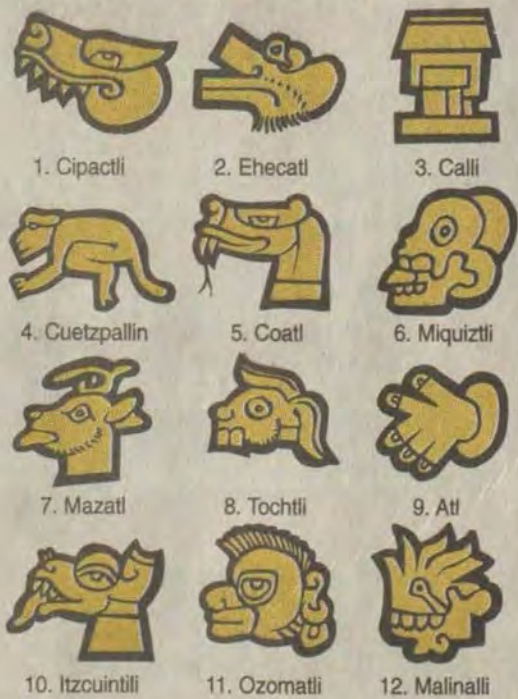 1. Cipactli 2. Ehecatl 3. Calli
4. Cuetzpallin 5. Coatl 6. Miquiztli
7. Mazatl 8. Tochtli 9. Atl
10. Itzcuintili 11. Ozomatli 12. Malinalli